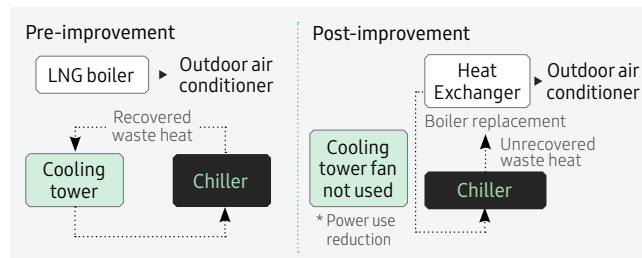 Pre-improvement
LNG boiler
Outdoor air
conditioner
Recovered
waste heat
Cooling
tower
Chiller
Post-improvement
Heat
Exchanger
Outdoor air
conditioner
Boiler replacement
Unrecovered
waste heat
Cooling
tower fan
not used
Chiller
* Power use
reduction